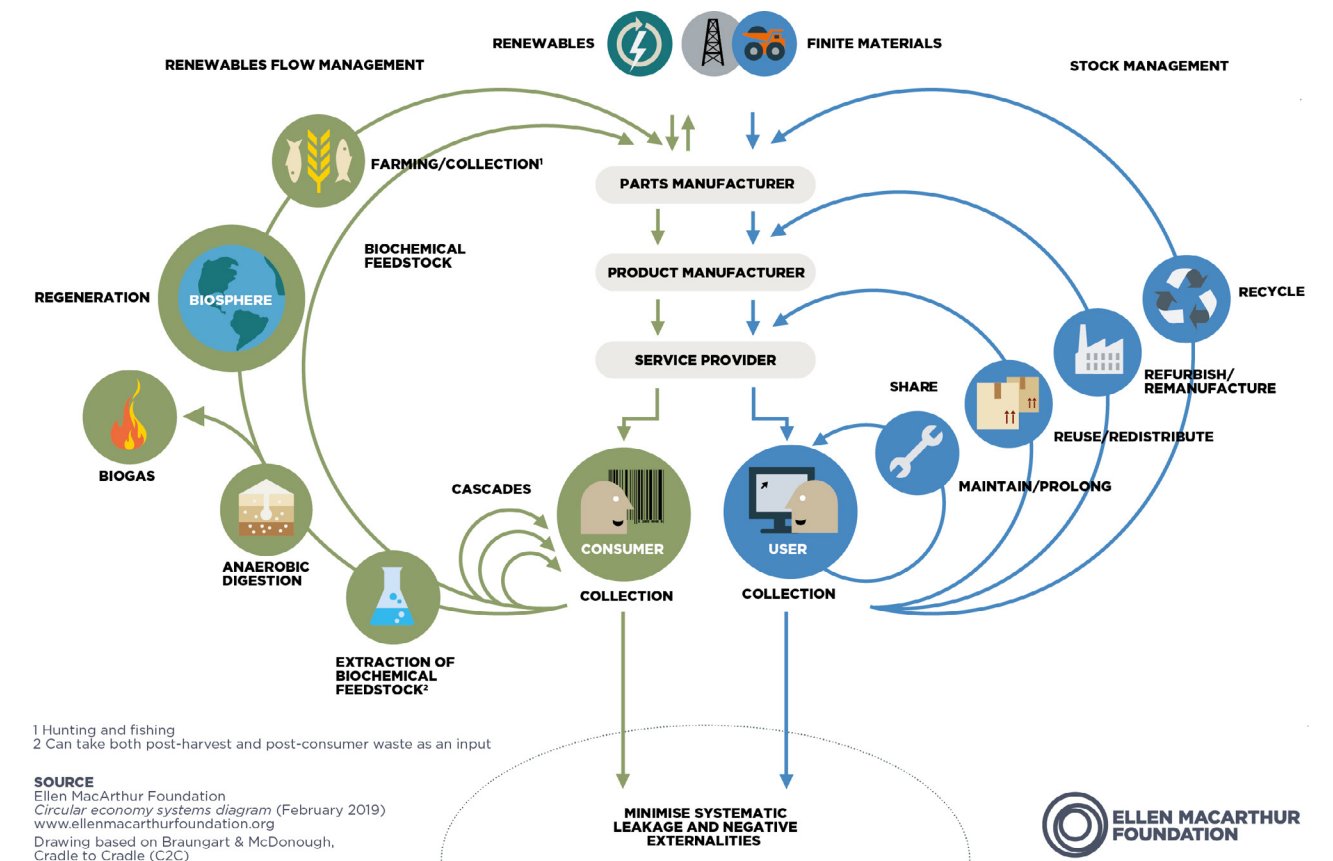 RENEWABLES
FINITE MATERIALS
RENEWABLES FLOW MANAGEMENT
STOCK MANAGEMENT
FARMING/COLLECTION¹
PARTS MANUFACTURER
BIOCHEMICAL
FEEDSTOCK
PRODUCT MANUFACTURER
REGENERATION
BIOSPHERE
RECYCLE
SERVICE PROVIDER
SHARE
REFURBISH/
REMANUFACTURE
REUSE/REDISTRIBUTE
BIOGAS
CASCADES
MAINTAIN/PROLONG
CONSUMER
USER
ANAEROBIC
DIGESTION
COLLECTION
COLLECTION
EXTRACTION OF
BIOCHEMICAL
FEEDSTOCK²
1 Hunting and fishing
2 Can take both post-harvest and post-consumer waste as an input
SOURCE
Ellen MacArthur Foundation
Circular economy systems diagram (February 2019)
www.ellenmacarthurfoundation.org
Drawing based on Braungart & McDonough,
Cradle to Cradle (C2C)
MINIMISE SYSTEMATIC
LEAKAGE AND NEGATIVE
EXTERNALITIES
ELLEN MACARTHUR
FOUNDATION